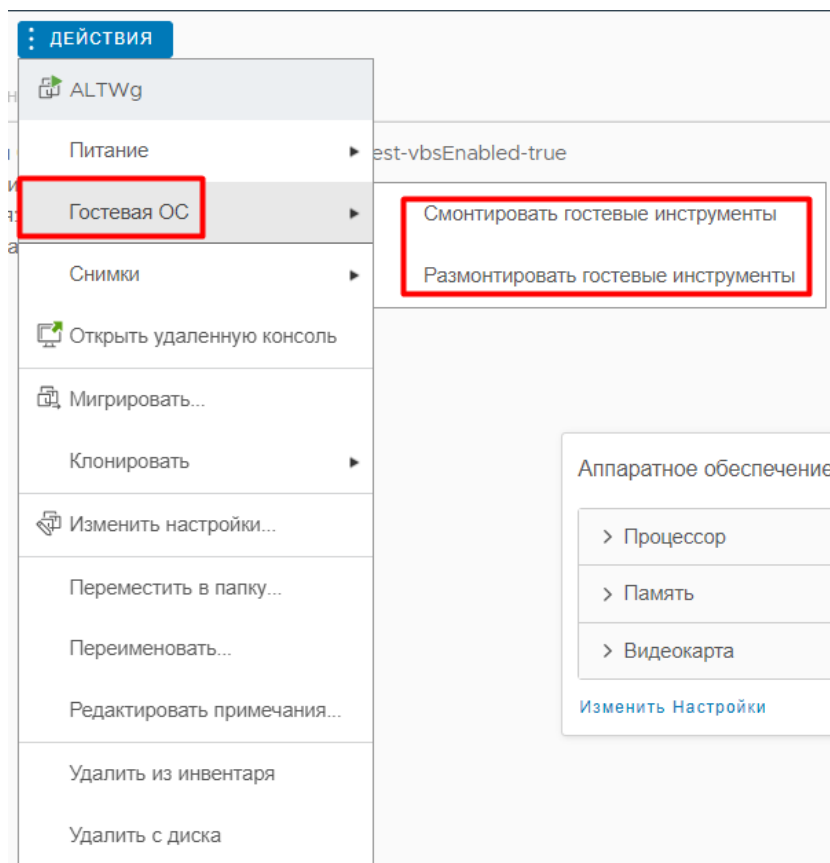 ДЕЙСТВИЯ
ALTWg
Питание
est-vbsEnabled-true
Гостевая ОС
Смонтировать гостевые инструменты
Размонтировать гостевые инструменты
Снимки
Открыть удаленную консоль
Мигрировать...
Клонировать
Аппаратное обеспечение
Изменить настройки...
Процессор
Переместить в папку...
Память
Переименовать...
Видеокарта
Редактировать примечания...
Изменить Настройки
Удалить из инвентаря
Удалить с диска